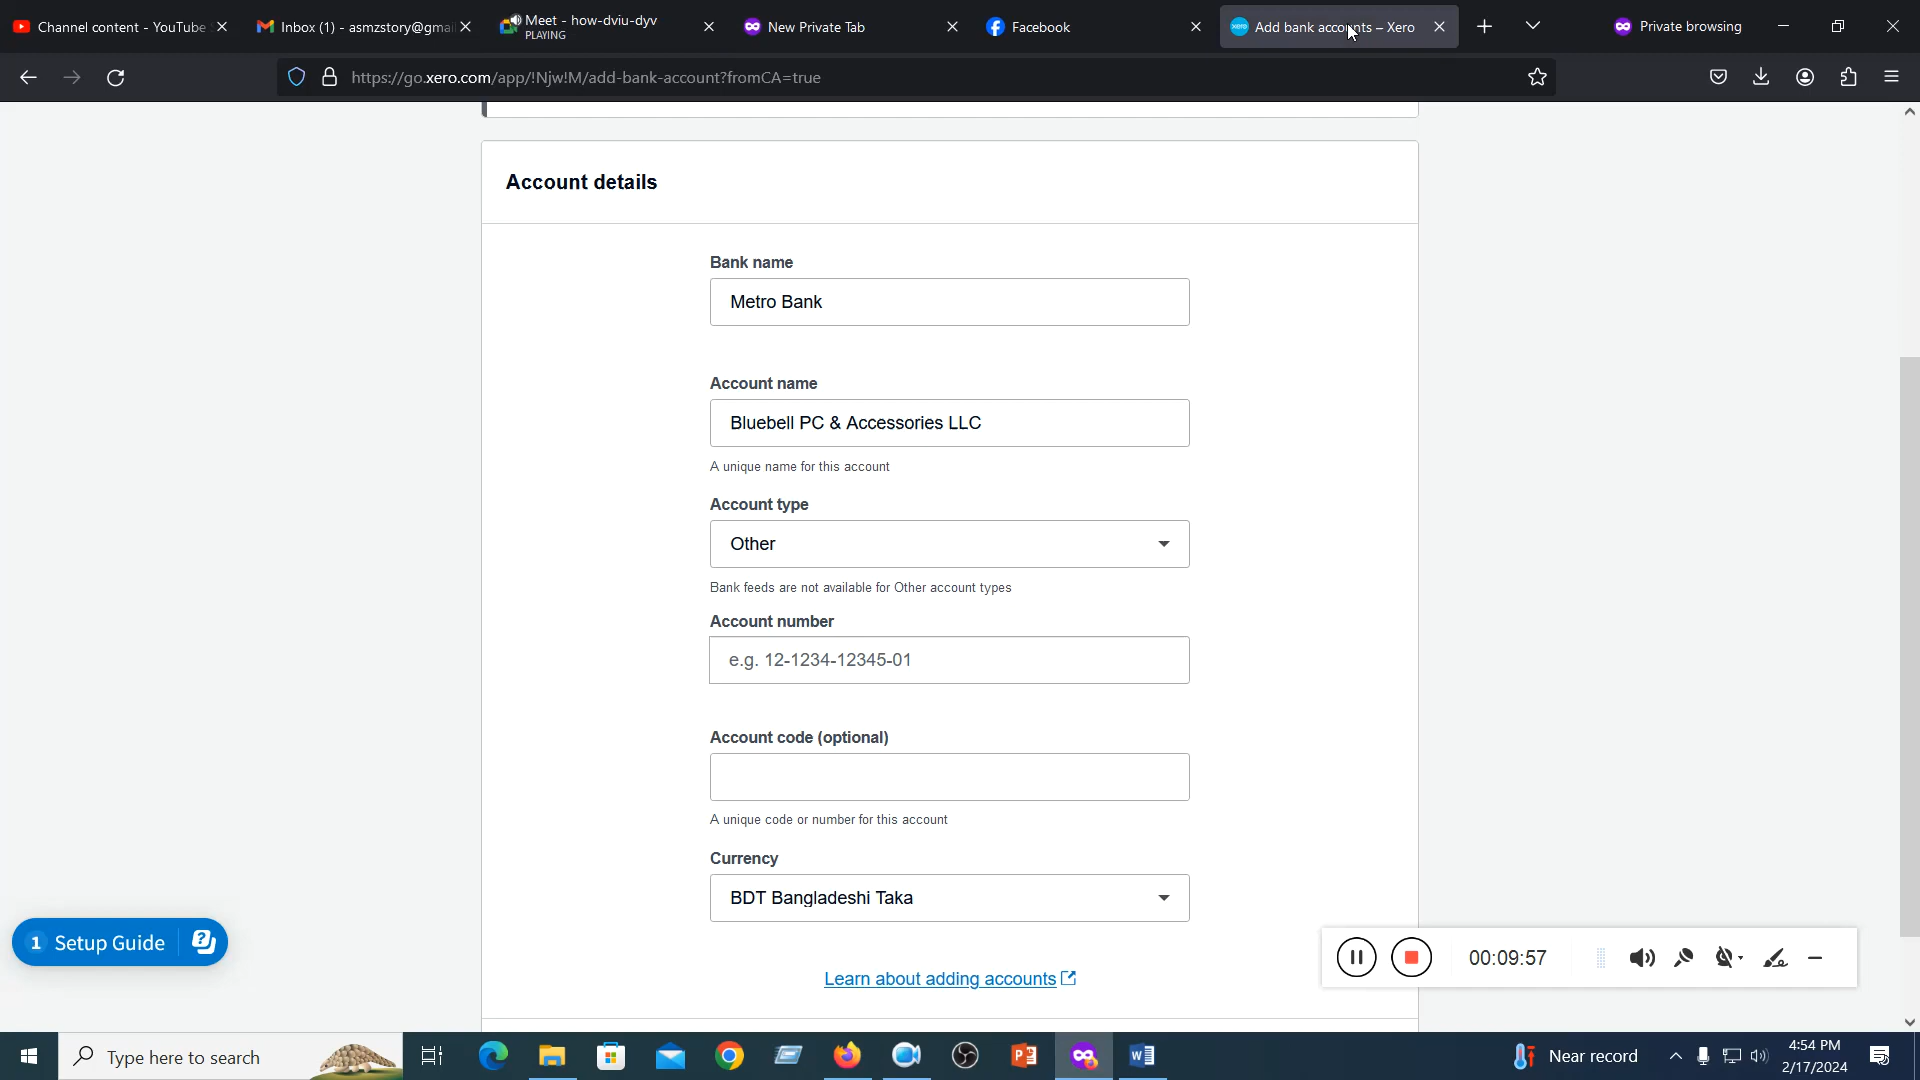 Channel content - YouTube
Inbox (1) - asmzstory@gmai
Meet - how-dviu-dyv
PLAYING
New Private Tab
Facebook
Add bank accounts – Xero
Private browsing
https://go.xero.com/app/!Njw!M/add-bank-account?fromCA=true
Account details
Bank name
Metro Bank
Account name
Bluebell PC & Accessories LLC
A unique name for this account
Account type
Other
Bank feeds are not available for Other account types
Account number
e.g. 12-1234-12345-01
Account code (optional)
A unique code or number for this account
Currency
BDT Bangladeshi Taka
1 Setup Guide
00:09:57
Learn about adding accounts
Type here to search
Near record
4:54 PM
2/17/2024